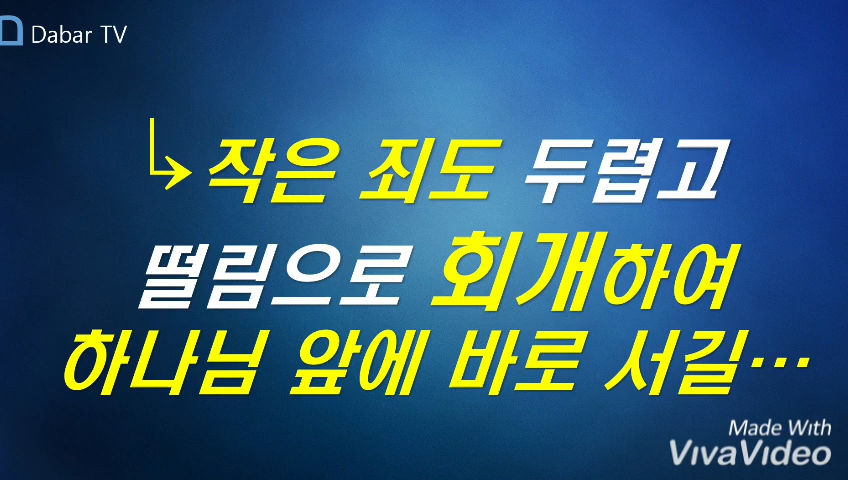 Dabar TV
작은 죄도 두렵고
떨림으로 회개하여
하나님 앞에 바로 서길…
Made With
VivaVideo